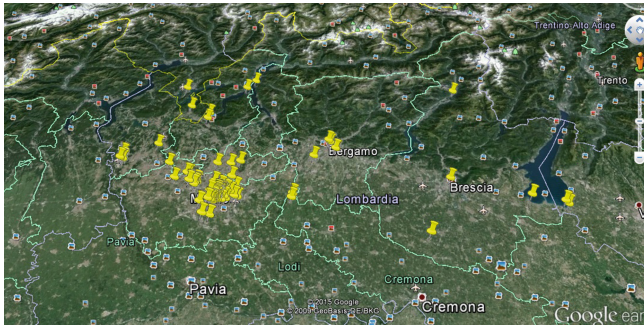 Trentino-Alto Adige
Trento
Bergamo
Brescia
Lombardia
Pavia
Lodi
Pavia
Cremona
Cremona
© 2015 Google
© 2009 GeoBasis-DE/BKG
Google ea